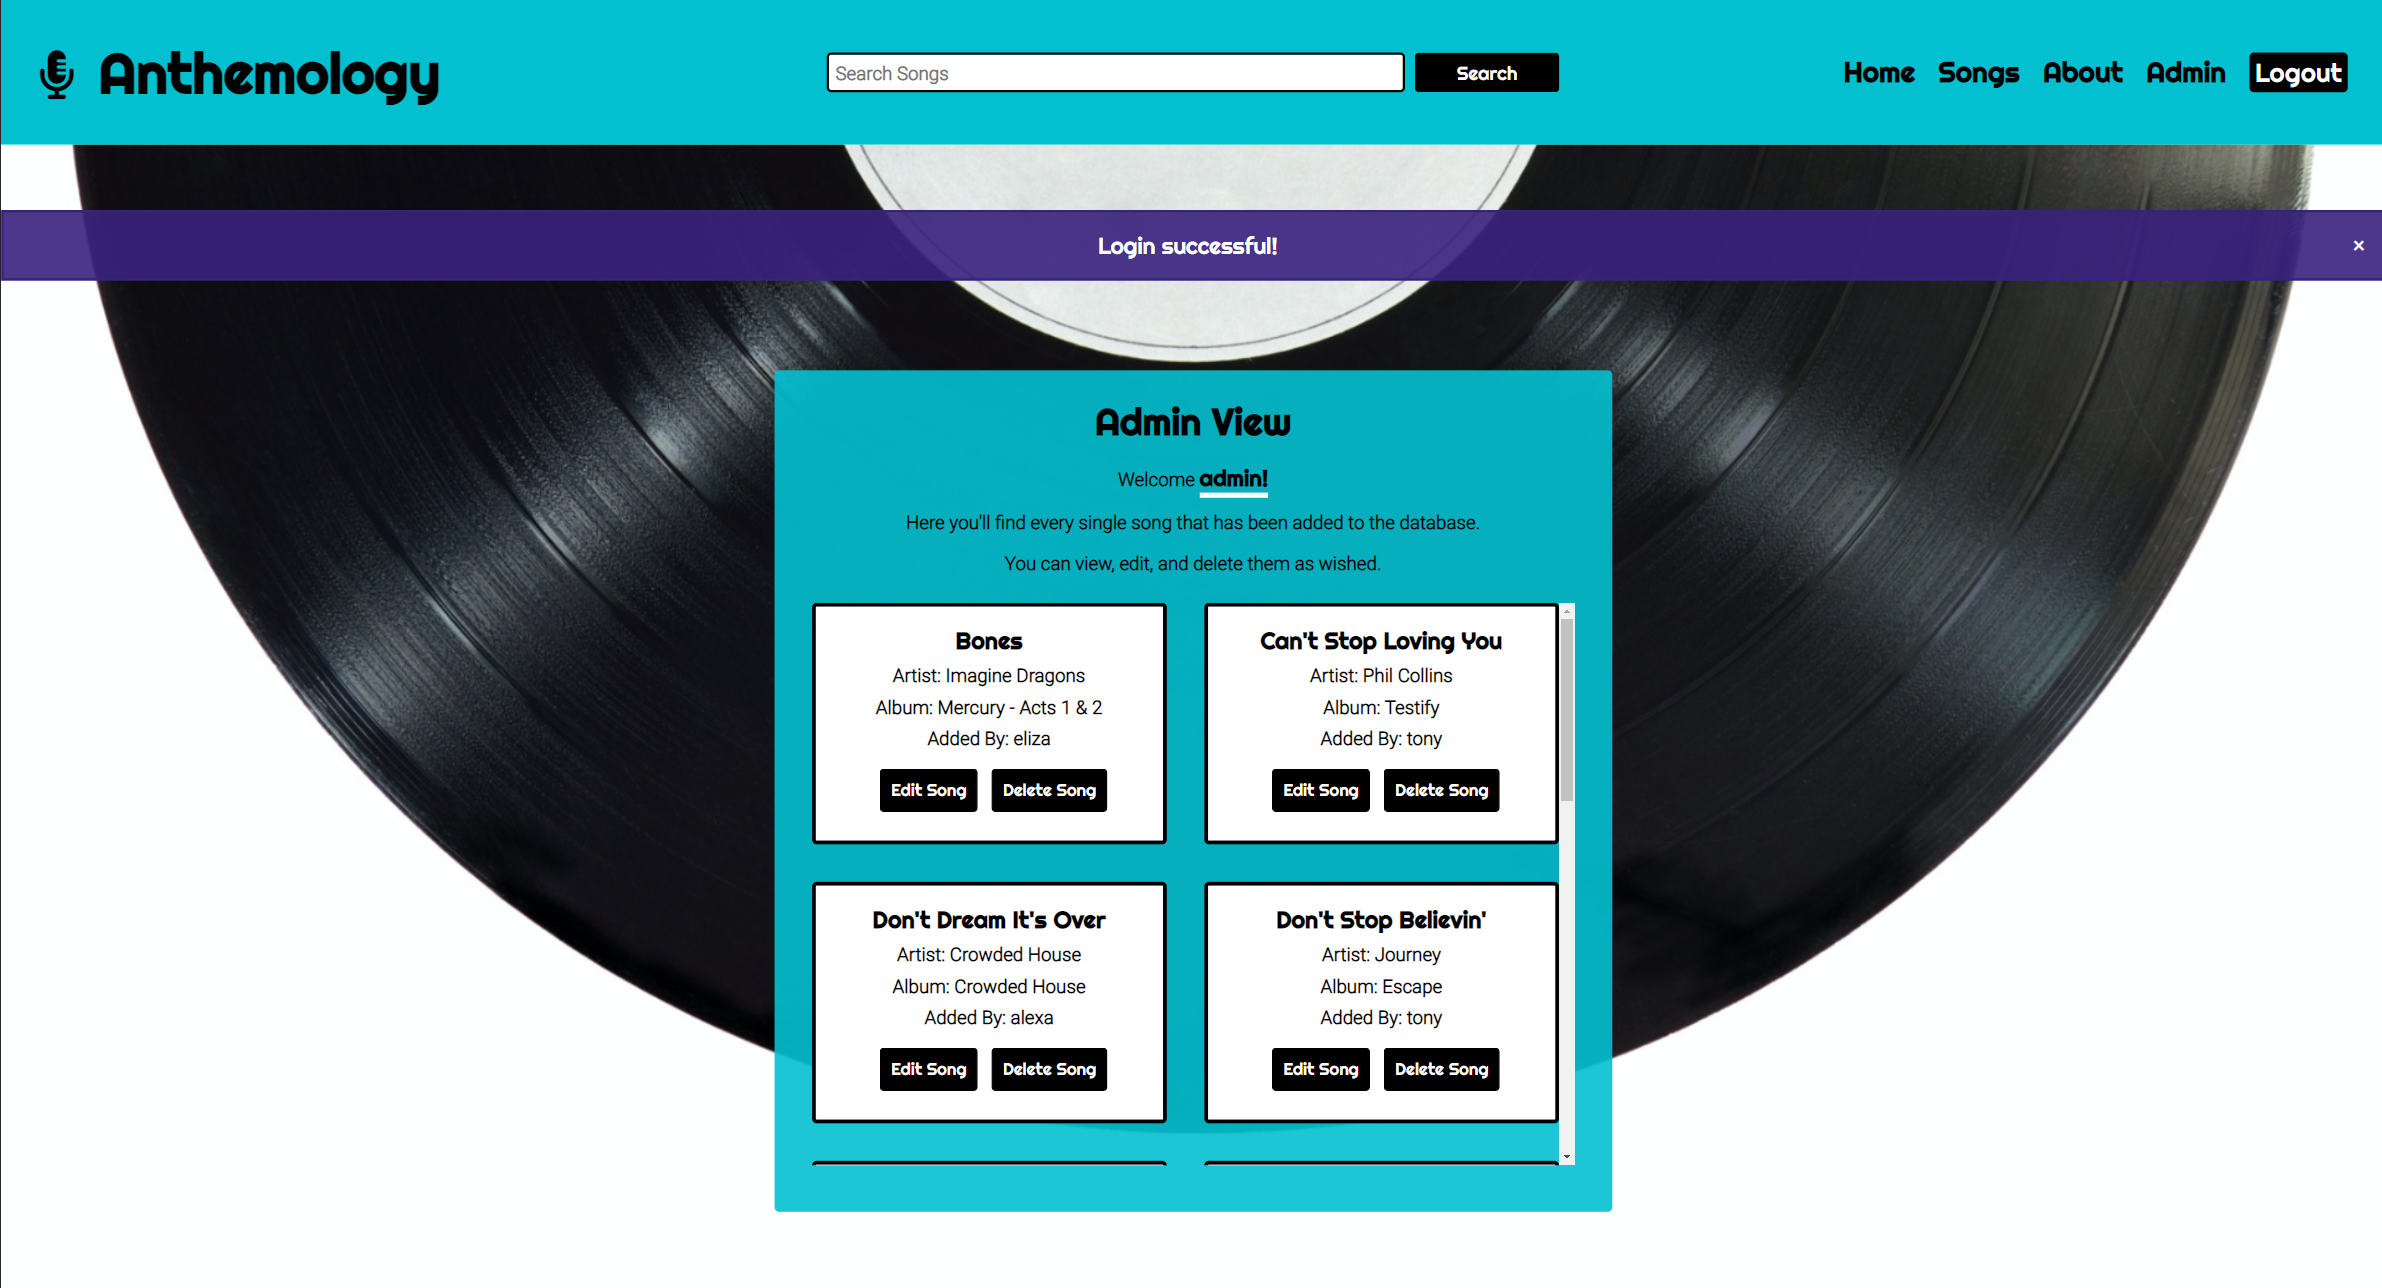 Anthemology
Search Songs
Search
Home Songs About Admin Logout
Login successful!
×
Admin View
Welcome admin!
Here you'll find every single song that has been added to the database.
You can view, edit, and delete them as wished.
Bones
Artist: Imagine Dragons
Album: Mercury - Acts 1 & 2
Added By: eliza
Edit Song Delete Song
Can't Stop Loving You
Artist: Phil Collins
Album: Testify
Added By: tony
Edit Song Delete Song
Don't Dream It's Over
Artist: Crowded House
Album: Crowded House
Added By: alexa
Edit Song Delete Song
Don't Stop Believin'
Artist: Journey
Album: Escape
Added By: tony
Edit Song Delete Song